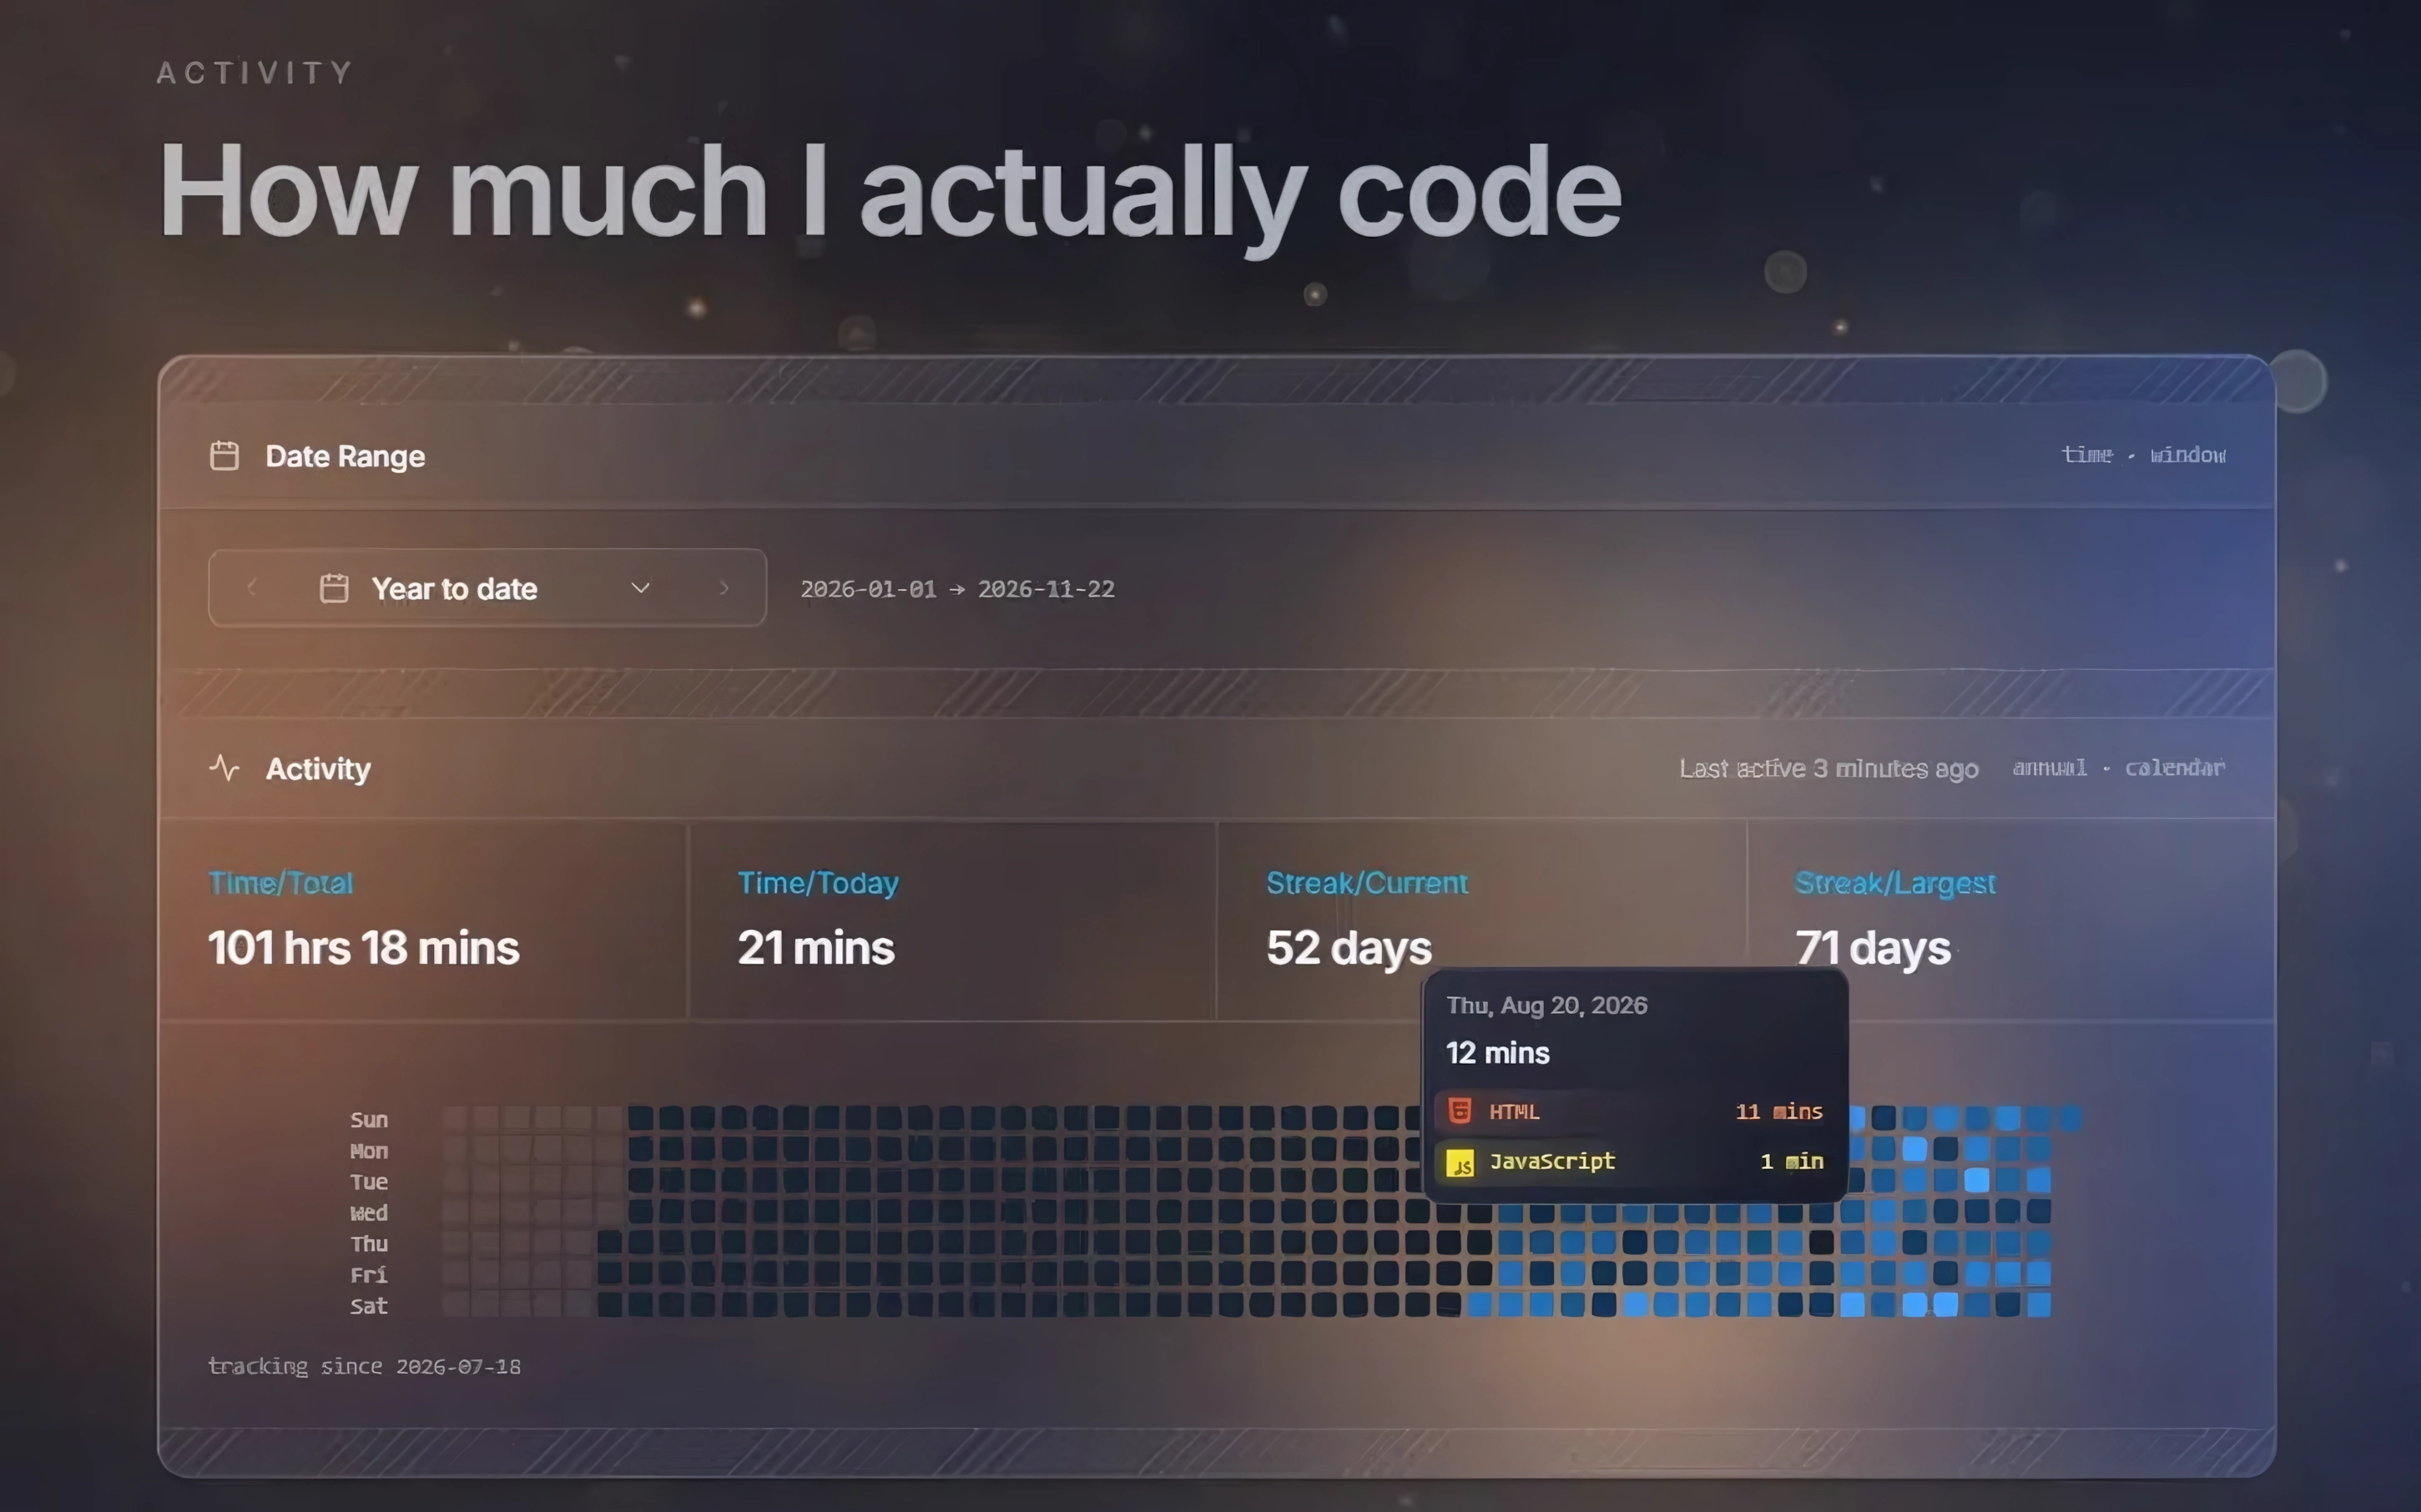 ACTIVITY
How much I actually code
Date Range
time · window
Year to date
2026-01-01 → 2026-11-22
Activity
Last active 3 minutes ago annual · calendar
Time/Total
101 hrs 18 mins
Time/Today
21 mins
Streak/Current
52 days
Streak/Largest
71 days
Thu, Aug 20, 2026
12 mins
HTML 11 mins
JavaScript 1 min
Sun
Mon
Tue
Wed
Thu
Fri
Sat
tracking since 2026-07-18